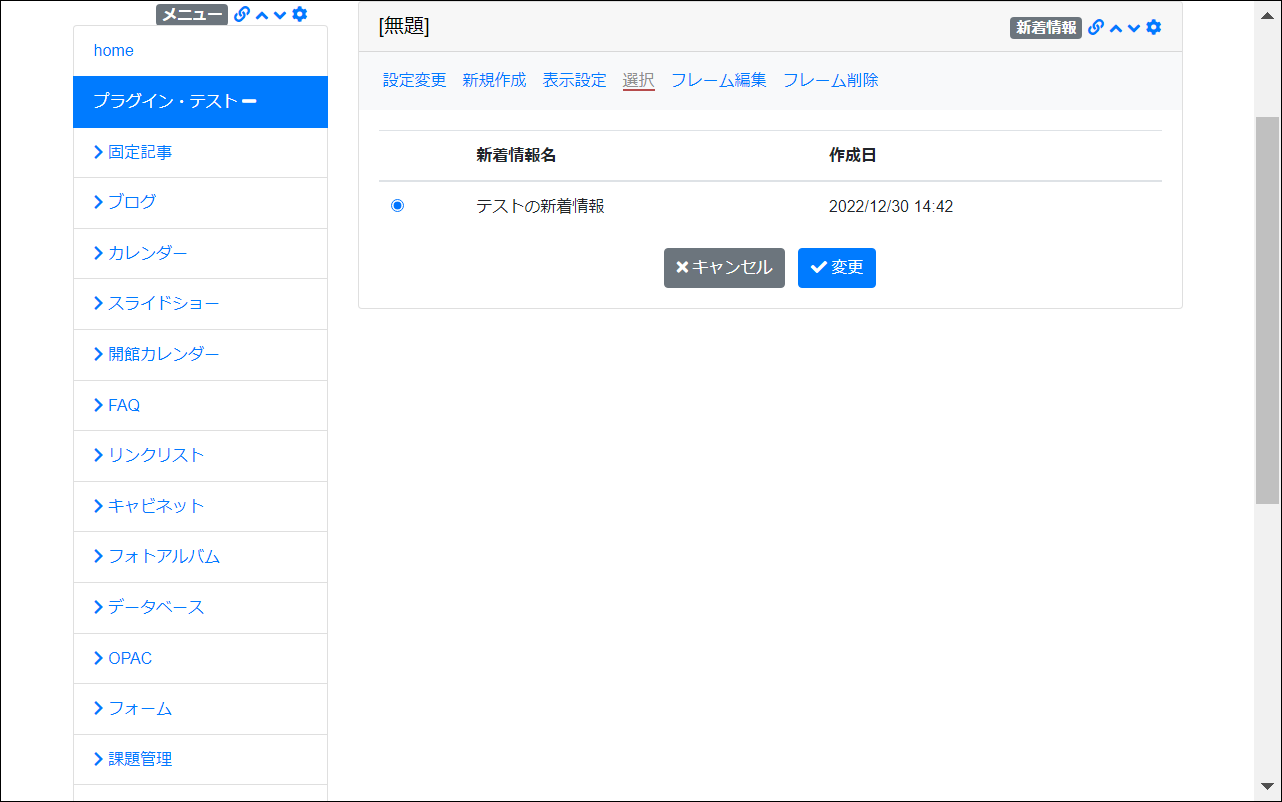 メニュー
home
プラグイン・テスト
固定記事
ブログ
カレンダー
スライドショー
開館カレンダー
FAQ
リンクリスト
キャビネット
フォトアルバム
データベース
OPAC
フォーム
課題管理
[無題]
新着情報
設定変更 新規作成 表示設定 選択 フレーム編集 フレーム削除
新着情報名 作成日
テストの新着情報 2022/12/30 14:42
キャンセル 変更